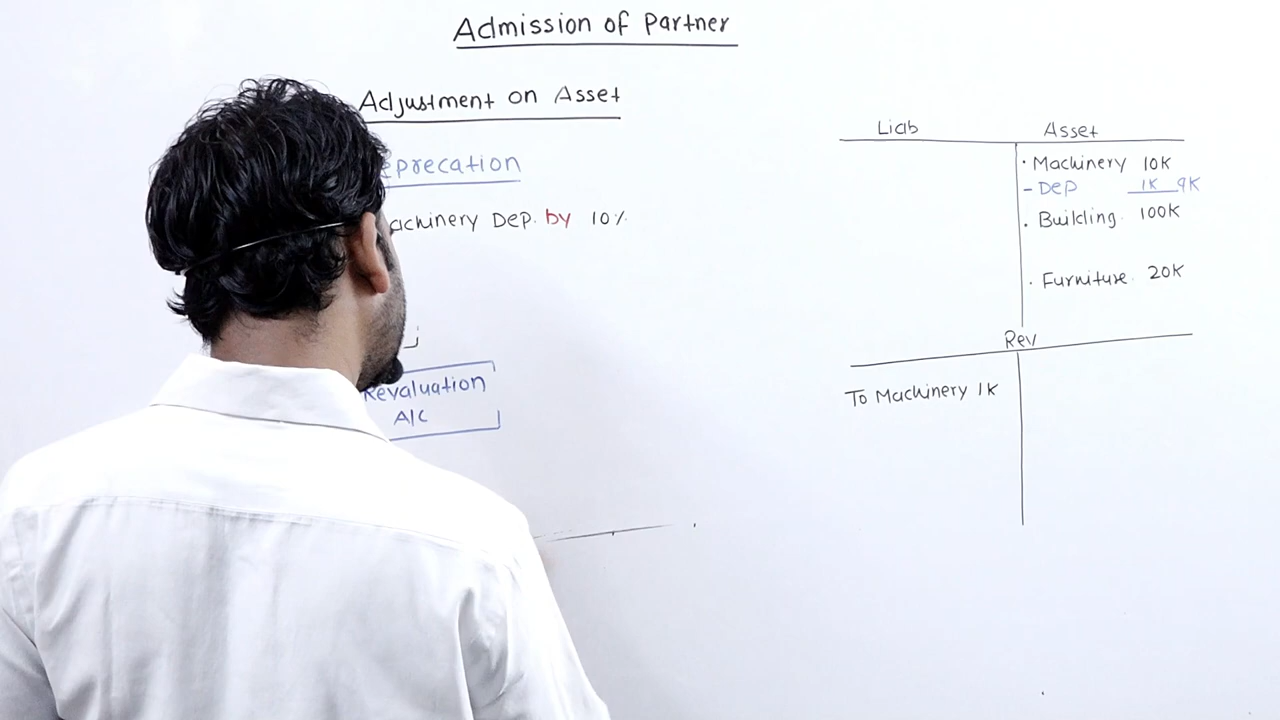 Admission of Partner
Adjustment on Asset
eprecation
achinery Dep. by 10%
Revaluation
A/C
Liab Asset
· Machinery 10K
- Dep 1K 9K
· Building. 100K
· Furniture. 20K
Rev
To Machinery 1K